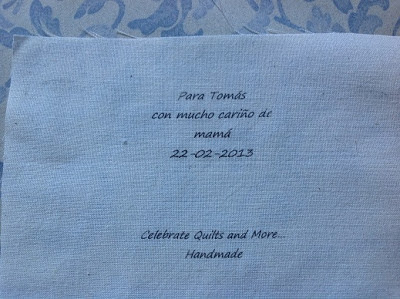 Para Tomás
con mucho cariño de
mamá
22-02-2013
Celebrate Quilts and More...
Handmade